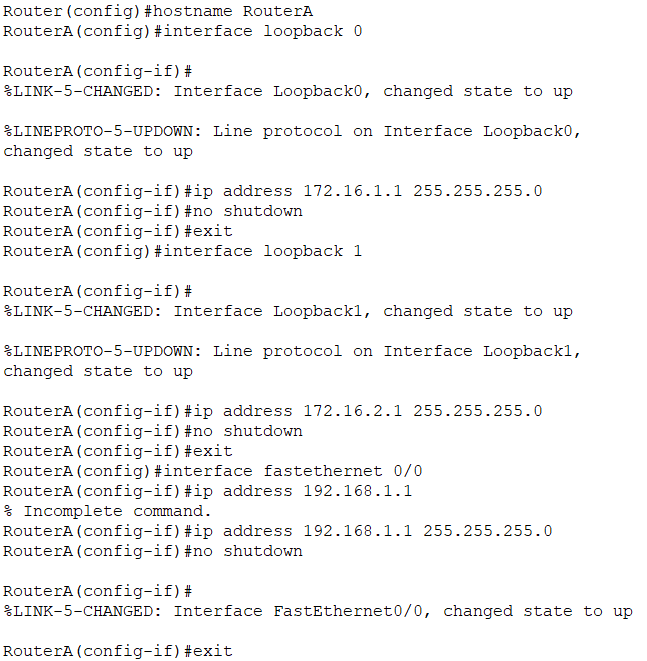 Router(config)#hostname RouterA
RouterA(config)#interface loopback 0
RouterA(config-if)#
%LINK-5-CHANGED: Interface Loopback0, changed state to up
%LINEPROTO-5-UPDOWN: Line protocol on Interface Loopback0,
changed state to up
RouterA(config-if)#ip address 172.16.1.1 255.255.255.0
RouterA(config-if)#no shutdown
RouterA(config-if)#exit
RouterA(config)#interface loopback 1
RouterA(config-if)#
%LINK-5-CHANGED: Interface Loopback1, changed state to up
%LINEPROTO-5-UPDOWN: Line protocol on Interface Loopback1,
changed state to up
RouterA(config-if)#ip address 172.16.2.1 255.255.255.0
RouterA(config-if)#no shutdown
RouterA(config-if)#exit
RouterA(config)#interface fastethernet 0/0
RouterA(config-if)#ip address 192.168.1.1
% Incomplete command.
RouterA(config-if)#ip address 192.168.1.1 255.255.255.0
RouterA(config-if)#no shutdown
RouterA(config-if)#
%LINK-5-CHANGED: Interface FastEthernet0/0, changed state to up
RouterA(config-if)#exit